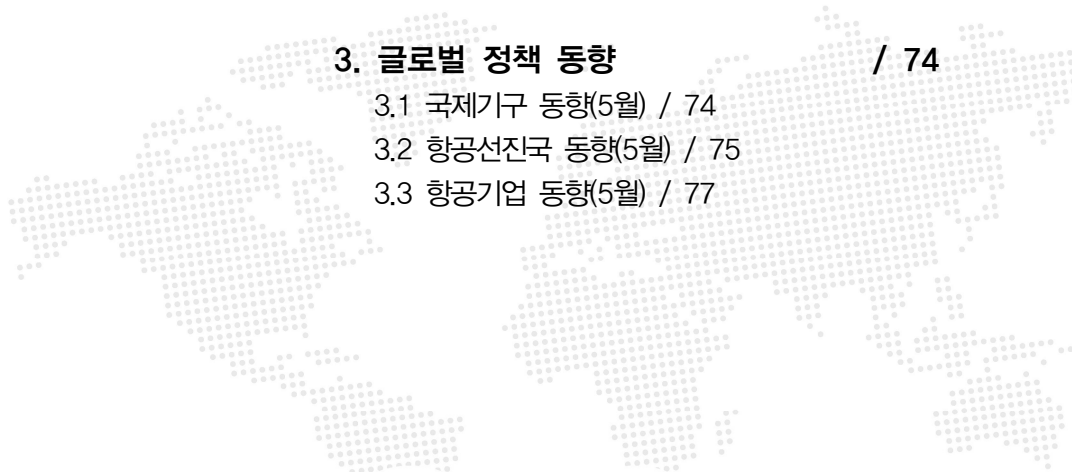 3. 글로벌 정책 동향 / 74
3.1 국제기구 동향(5월) / 74
3.2 항공선진국 동향(5월) / 75
3.3 항공기업 동향(5월) / 77